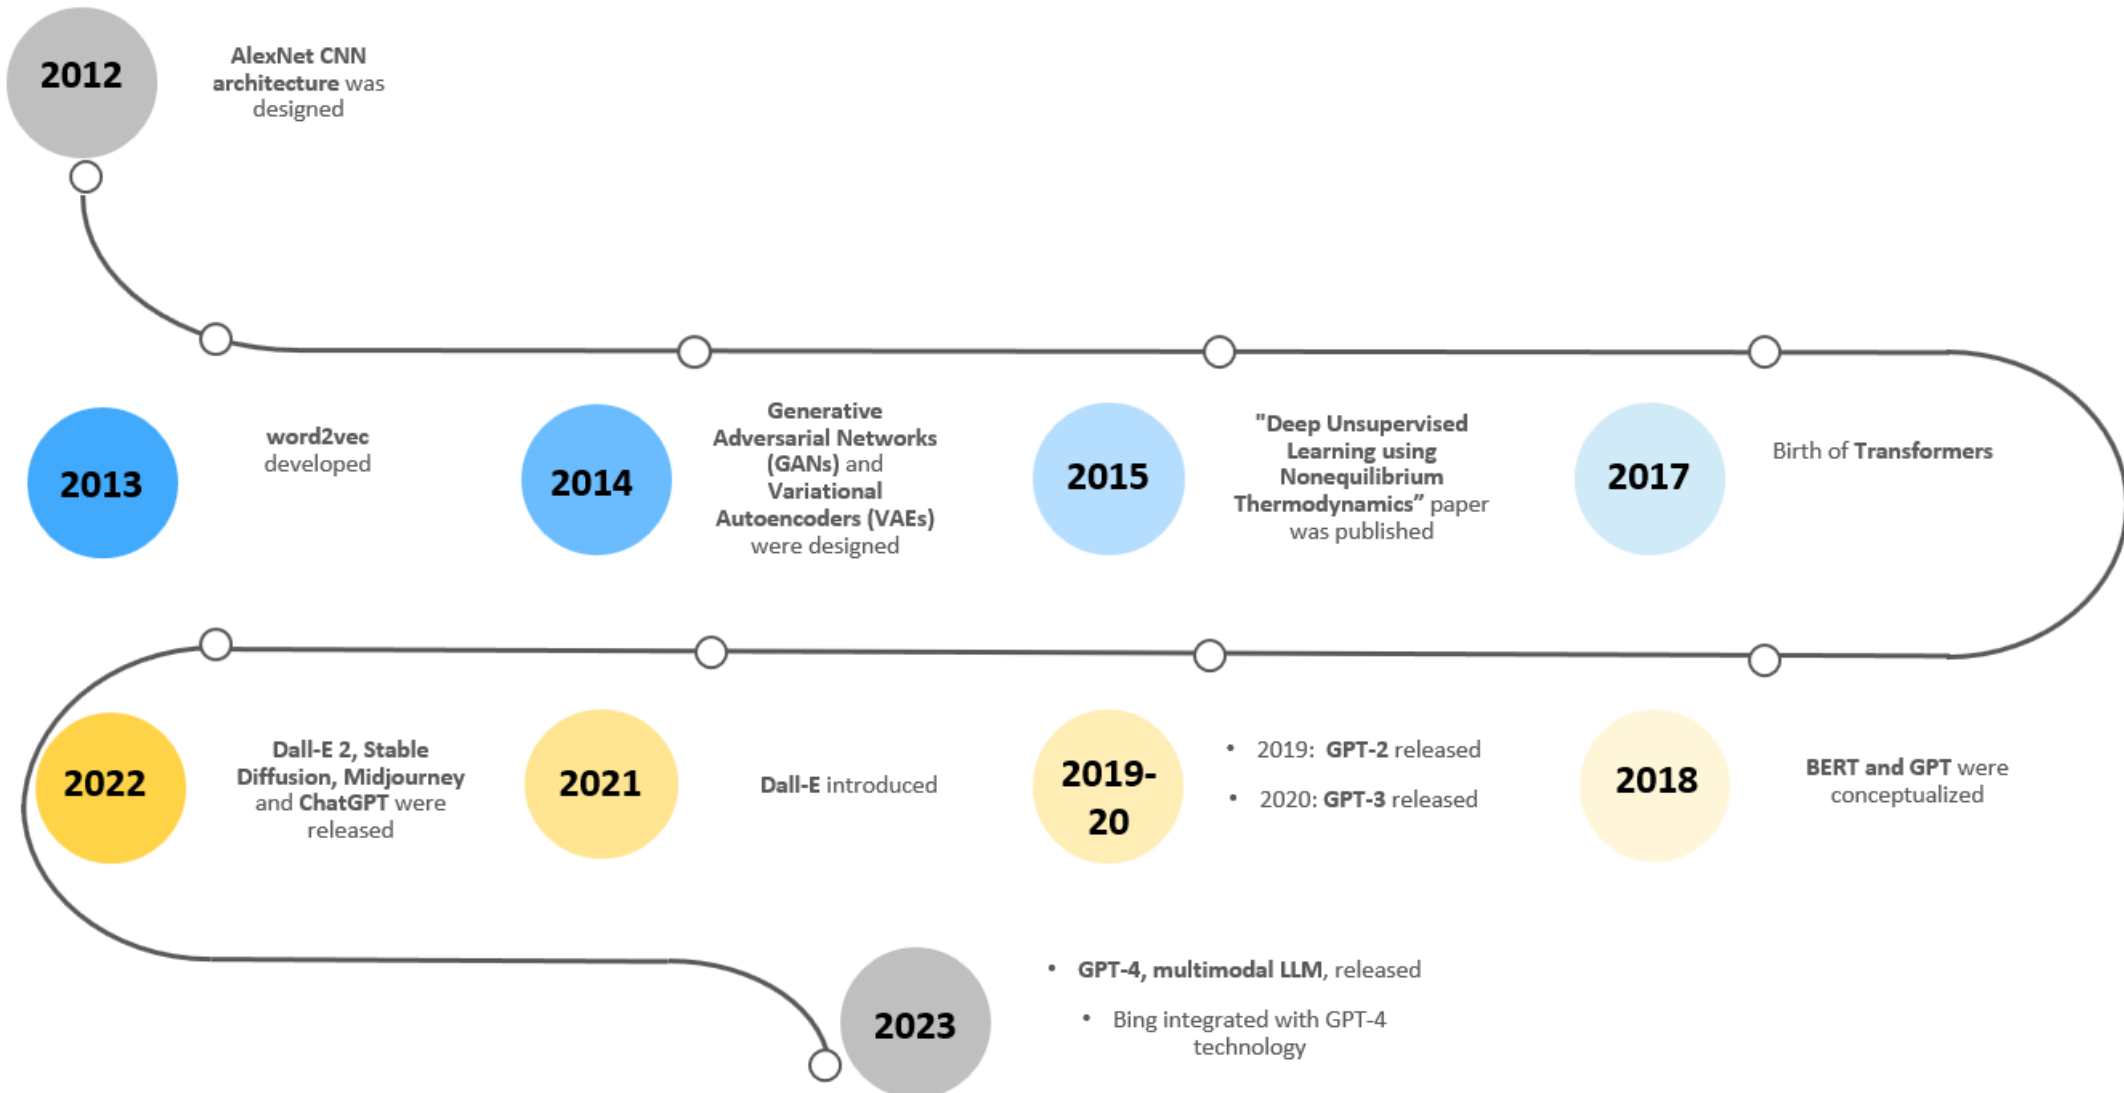 2012
AlexNet CNN
architecture was
designed
2013
word2vec
developed
2014
Generative
Adversarial Networks
(GANs) and
Variational
Autoencoders (VAEs)
were designed
2015
"Deep Unsupervised
Learning using
Nonequilibrium
Thermodynamics” paper
was published
2017
Birth of Transformers
2018
BERT and GPT were
conceptualized
2019-
20
• 2019: GPT-2 released
• 2020: GPT-3 released
2021
Dall-E introduced
2022
Dall-E 2, Stable
Diffusion, Midjourney
and ChatGPT were
released
2023
• GPT-4, multimodal LLM, released
• Bing integrated with GPT-4
technology